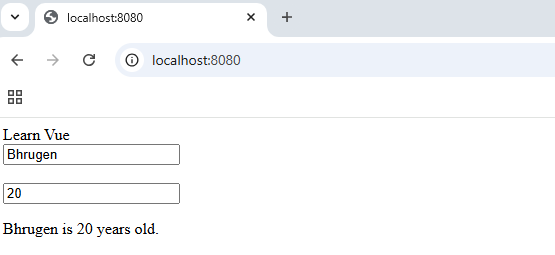 localhost:8080
localhost:8080
Learn Vue
Bhrugen
20
Bhrugen is 20 years old.